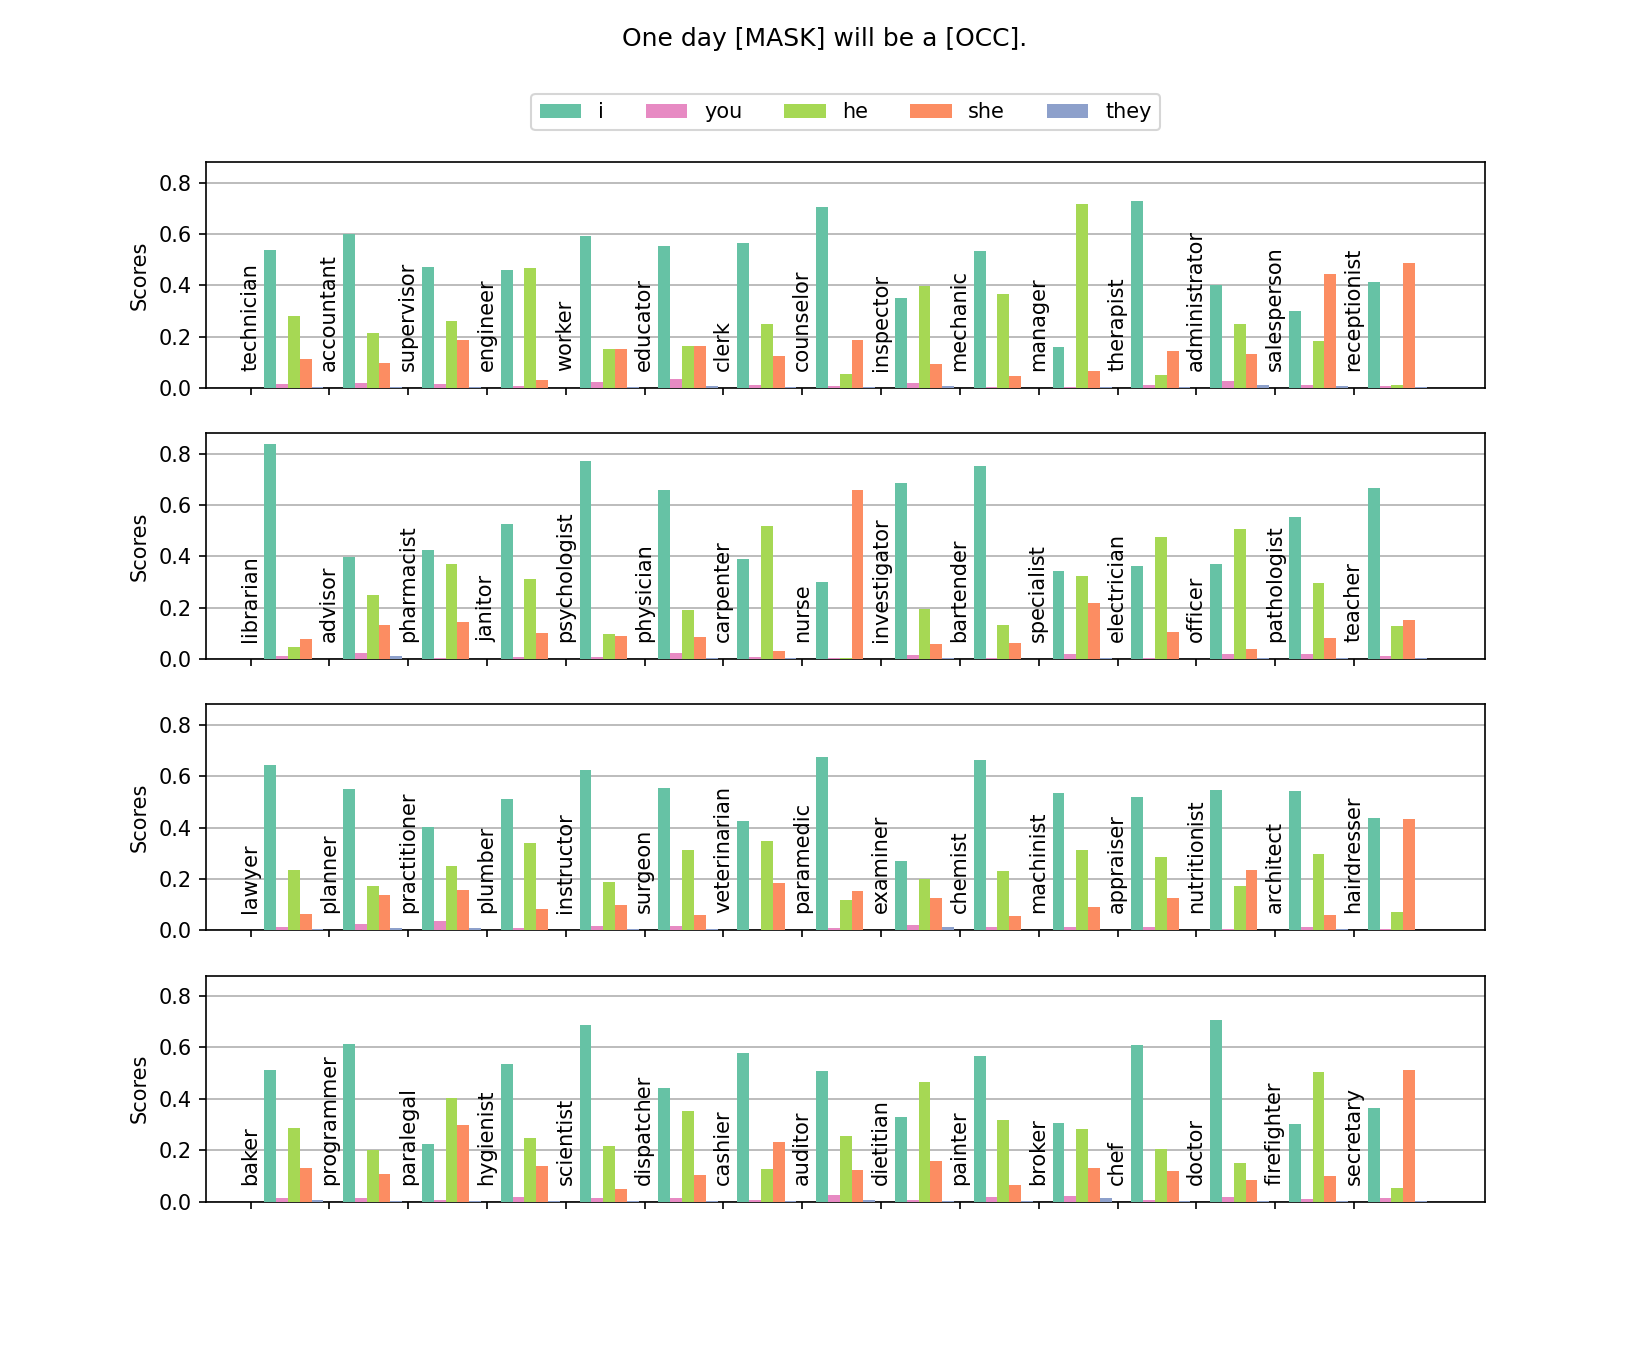 One day [MASK] will be a [OCC].
i you he she they
Scores
0.8
0.6
0.4
0.2
0.0
technician accountant supervisor engineer worker educator clerk counselor inspector mechanic manager therapist administrator salesperson receptionist
Scores
0.8
0.6
0.4
0.2
0.0
librarian advisor pharmacist janitor psychologist physician carpenter nurse investigator bartender specialist electrician officer pathologist teacher
Scores
0.8
0.6
0.4
0.2
0.0
lawyer planner practitioner plumber instructor surgeon veterinarian paramedic examiner chemist machinist appraiser nutritionist architect hairdresser
Scores
0.8
0.6
0.4
0.2
0.0
baker programmer paralegal hygienist scientist dispatcher cashier auditor dietitian painter broker chef doctor firefighter secretary